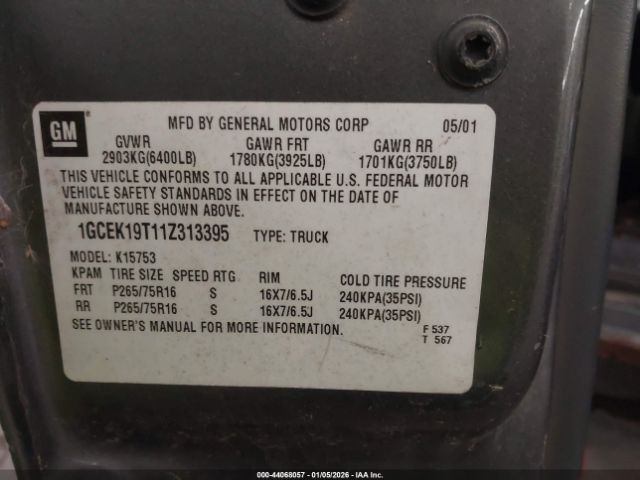 GM
MFD BY GENERAL MOTORS CORP 05/01
GVWR GAWR FRT GAWR RR
2903KG(6400LB) 1780KG(3925LB) 1701KG(3750LB)
THIS VEHICLE CONFORMS TO ALL APPLICABLE U.S. FEDERAL MOTOR
VEHICLE SAFETY STANDARDS IN EFFECT ON THE DATE OF
MANUFACTURE SHOWN ABOVE.
1GCEK19T11Z313395 TYPE: TRUCK
MODEL: K15753
KPAM TIRE SIZE SPEED RTG RIM COLD TIRE PRESSURE
FRT P265/75R16 S 16X7/6.5J 240KPA(35PSI)
RR P265/75R16 S 16X7/6.5J 240KPA(35PSI)
SEE OWNER'S MANUAL FOR MORE INFORMATION. F 537
T 567
000-44068057 - 01/05/2026 - IAA Inc.